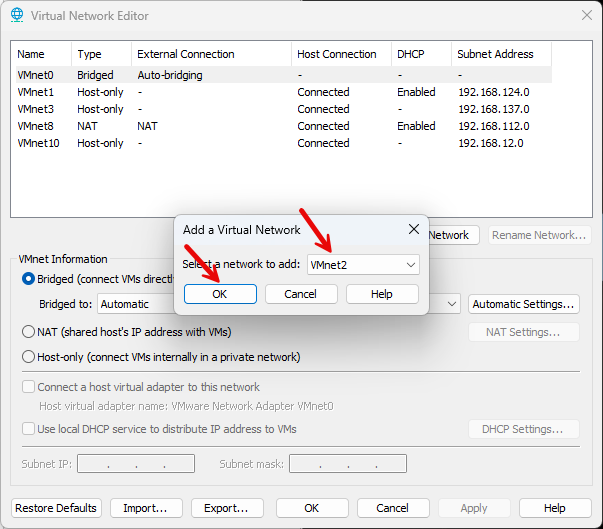 Virtual Network Editor
Name Type External Connection Host Connection DHCP Subnet Address
VMnet0 Bridged Auto-bridging - - -
VMnet1 Host-only - Connected Enabled 192.168.124.0
VMnet3 Host-only - Connected - 192.168.137.0
VMnet8 NAT NAT Connected Enabled 192.168.112.0
VMnet10 Host-only - Connected - 192.168.12.0
Add a Virtual Network
Network Rename Network...
Select a network to add: VMnet2
OK Cancel Help
VMnet Information
Bridged (connect VMs directl
Bridged to: Automatic Automatic Settings...
NAT (shared host's IP address with VMs) NAT Settings...
Host-only (connect VMs internally in a private network)
Connect a host virtual adapter to this network
Host virtual adapter name: VMware Network Adapter VMnet0
Use local DHCP service to distribute IP address to VMs DHCP Settings...
Subnet IP: . . . Subnet mask: . . .
Restore Defaults Import... Export... OK Cancel Apply Help